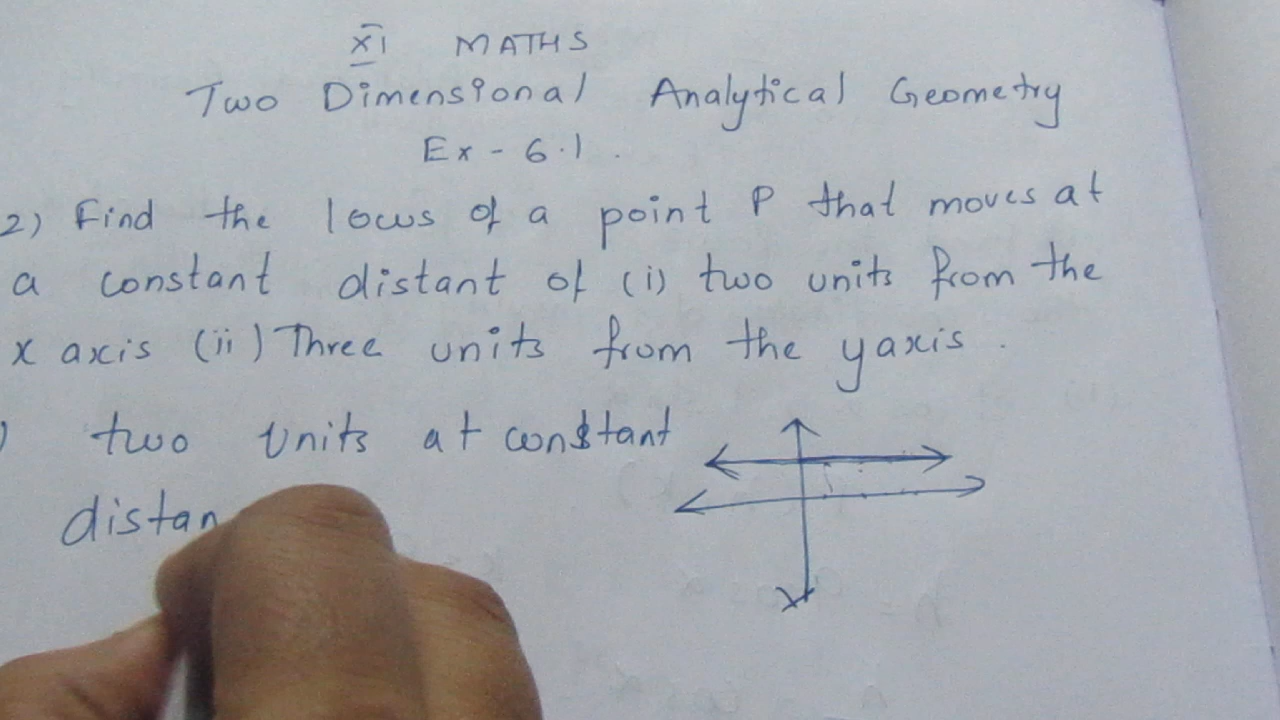 XI MATHS
Two Dimensional Analytical Geometry
Ex - 6.1.
2) Find the locus of a point P that moves at
a constant distant of (i) two units from the
x axis (ii) Three units from the yaxis.
) two units at constant
distan